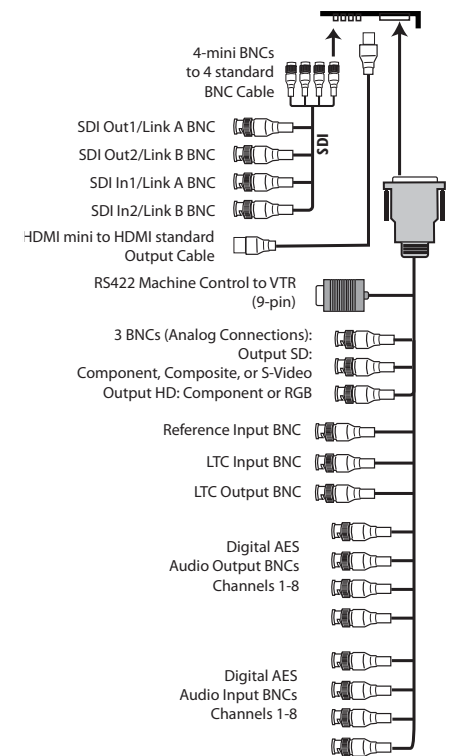 4-mini BNCs
to 4 standard
BNC Cable
SDI
SDI Out1/Link A BNC
SDI Out2/Link B BNC
SDI In1/Link A BNC
SDI In2/Link B BNC
HDMI mini to HDMI standard
Output Cable
RS422 Machine Control to VTR
(9-pin)
3 BNCs (Analog Connections):
Output SD:
Component, Composite, or S-Video
Output HD: Component or RGB
Reference Input BNC
LTC Input BNC
LTC Output BNC
Digital AES
Audio Output BNCs
Channels 1-8
Digital AES
Audio Input BNCs
Channels 1-8